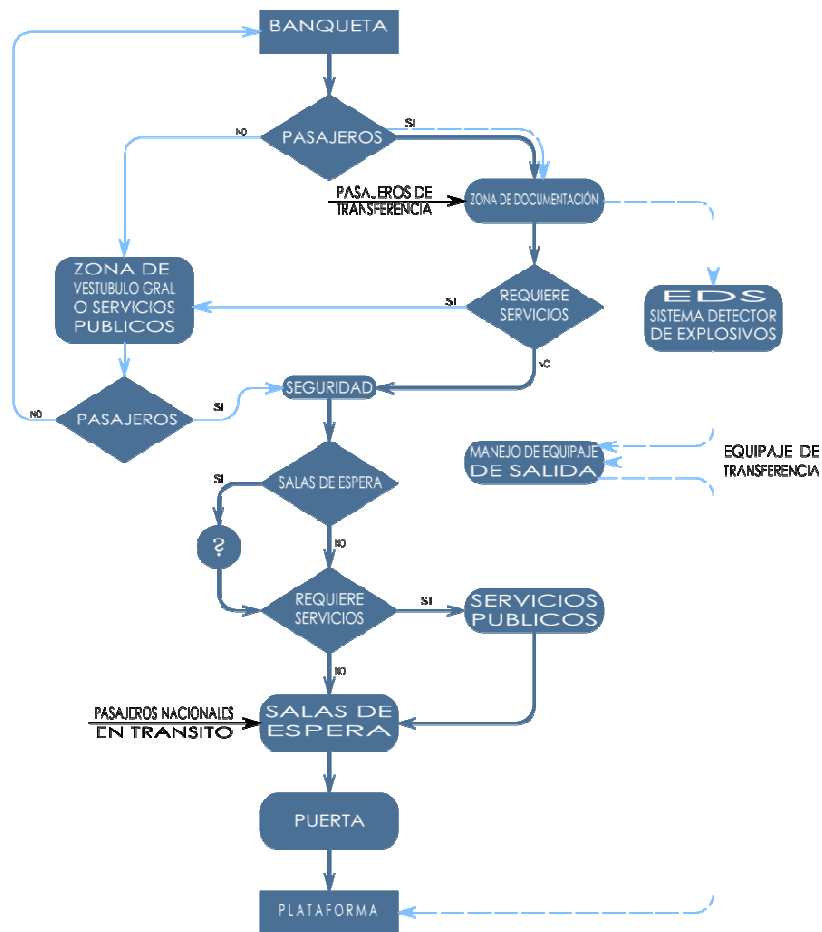 BANQUETA
PASAJEROS
NO
SI
PASAJEROS DE
TRANSFERENCIA
ZONA DE DOCUMENTACIÓN
ZONA DE
VESTUBULO GRAL
O SERVICIOS
PUBLICOS
SI
REQUIERE
SERVICIOS
EDS
SISTEMA DETECTOR
DE EXPLOSIVOS
NO
SEGURIDAD
NO
PASAJEROS
SI
MANEJO DE EQUIPAJE
DE SALIDA
EQUIPAJE DE
TRANSFERENCIA
SI
SALAS DE ESPERA
?
NO
REQUIERE
SERVICIOS
SI
SERVICIOS
PUBLICOS
NO
PASAJEROS NACIONALES
EN TRANSITO
SALAS DE
ESPERA
PUERTA
PLATAFORMA